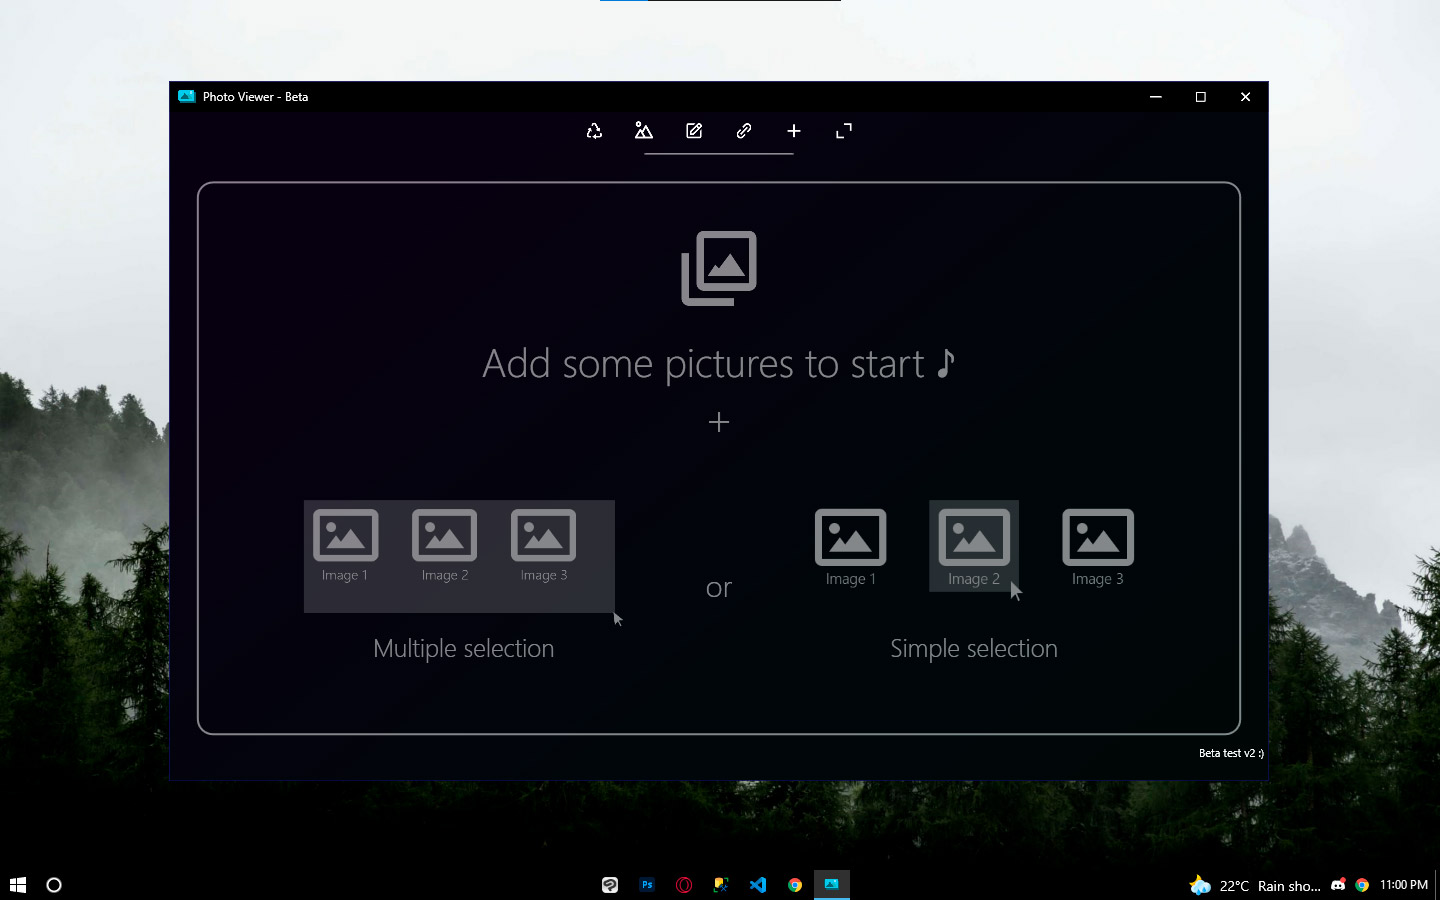 Photo Viewer - Beta
Add some pictures to start ♪
Image 1
Image 2
Image 3
Image 1
Image 2
Image 3
or
Multiple selection
Simple selection
Beta test v2 :)
Ps
22°C Rain sho...
11:00 PM